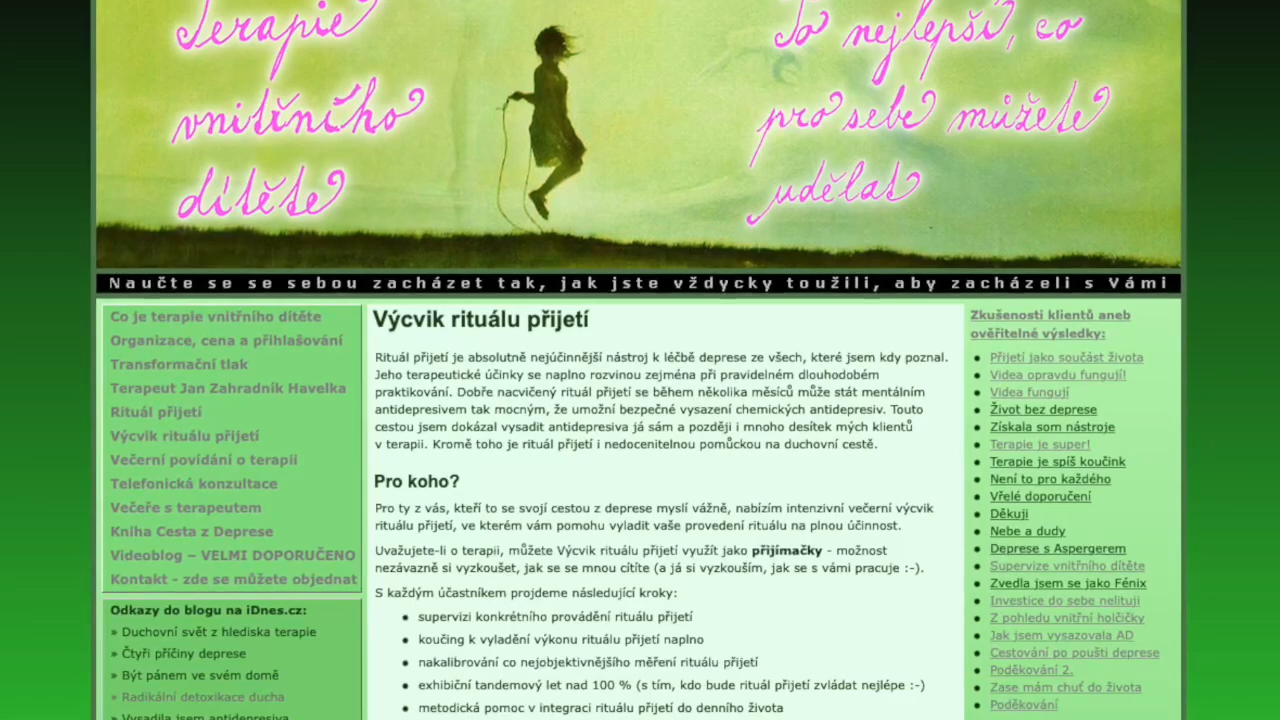 Terapie
vnitřního
dítěte
To nejlepší, co
pro sebe můžete
udělat
Naučte se se sebou zacházet tak, jak jste vždycky toužili, aby zacházeli s Vámi
Co je terapie vnitřního dítěte
Organizace, cena a přihlašování
Transformační tlak
Terapeut Jan Zahradník Havelka
Rituál přijetí
Výcvik rituálu přijetí
Večerní povídání o terapii
Telefonická konzultace
Večeře s terapeutem
Kniha Cesta z Deprese
Videoblog – VELMI DOPORUČENO
Kontakt - zde se můžete objednat
Odkazy do blogu na iDnes.cz:
» Duchovní svět z hlediska terapie
» Čtyři příčiny deprese
» Být pánem ve svém domě
» Radikální detoxikace ducha
» Vysadila jsem antidepresiva
Výcvik rituálu přijetí
Rituál přijetí je absolutně nejúčinnější nástroj k léčbě deprese ze všech, které jsem kdy poznal.
Jeho terapeutické účinky se naplno rozvinou zejména při pravidelném dlouhodobém
praktikování. Dobře nacvičený rituál přijetí se během několika měsíců může stát mentálním
antidepresivem tak mocným, že umožní bezpečné vysazení chemických antidepresiv. Touto
cestou jsem dokázal vysadit antidepresiva já sám a později i mnoho desítek mých klientů
v terapii. Kromě toho je rituál přijetí i nedocenitelnou pomůckou na duchovní cestě.
Pro koho?
Pro ty z vás, kteří to se svojí cestou z deprese myslí vážně, nabízím intenzivní večerní výcvik
rituálu přijetí, ve kterém vám pomohu vyladit vaše provedení rituálu na plnou účinnost.
Uvažujete-li o terapii, můžete Výcvik rituálu přijetí využít jako přijímačky - možnost
nezávazně si vyzkoušet, jak se se mnou cítíte (a já si vyzkouším, jak se s vámi pracuje :-).
S každým účastníkem projdeme následující kroky:
● supervizi konkrétního provádění rituálu přijetí
● koučing k vyladění výkonu rituálu přijetí naplno
● nakalibrování co nejobjektivnějšího měření rituálu přijetí
● exhibiční tandemový let nad 100 % (s tím, kdo bude rituál přijetí zvládat nejlépe :-)
● metodická pomoc v integraci rituálu přijetí do denního života
Zkušenosti klientů aneb
ověřitelné výsledky:
● Přijetí jako součást života
● Videa opravdu fungují!
● Videa fungují
● Život bez deprese
● Získala som nástroje
● Terapie je super!
● Terapie je spíš koučink
● Není to pro každého
● Vřelé doporučení
● Děkuji
● Nebe a dudy
● Deprese s Aspergerem
● Supervize vnitřního dítěte
● Zvedla jsem se jako Fénix
● Investice do sebe nelituji
● Z pohledu vnitřní holčičky
● Jak jsem vysazovala AD
● Cestování po poušti deprese
● Poděkování 2.
● Zase mám chuť do života
● Poděkování